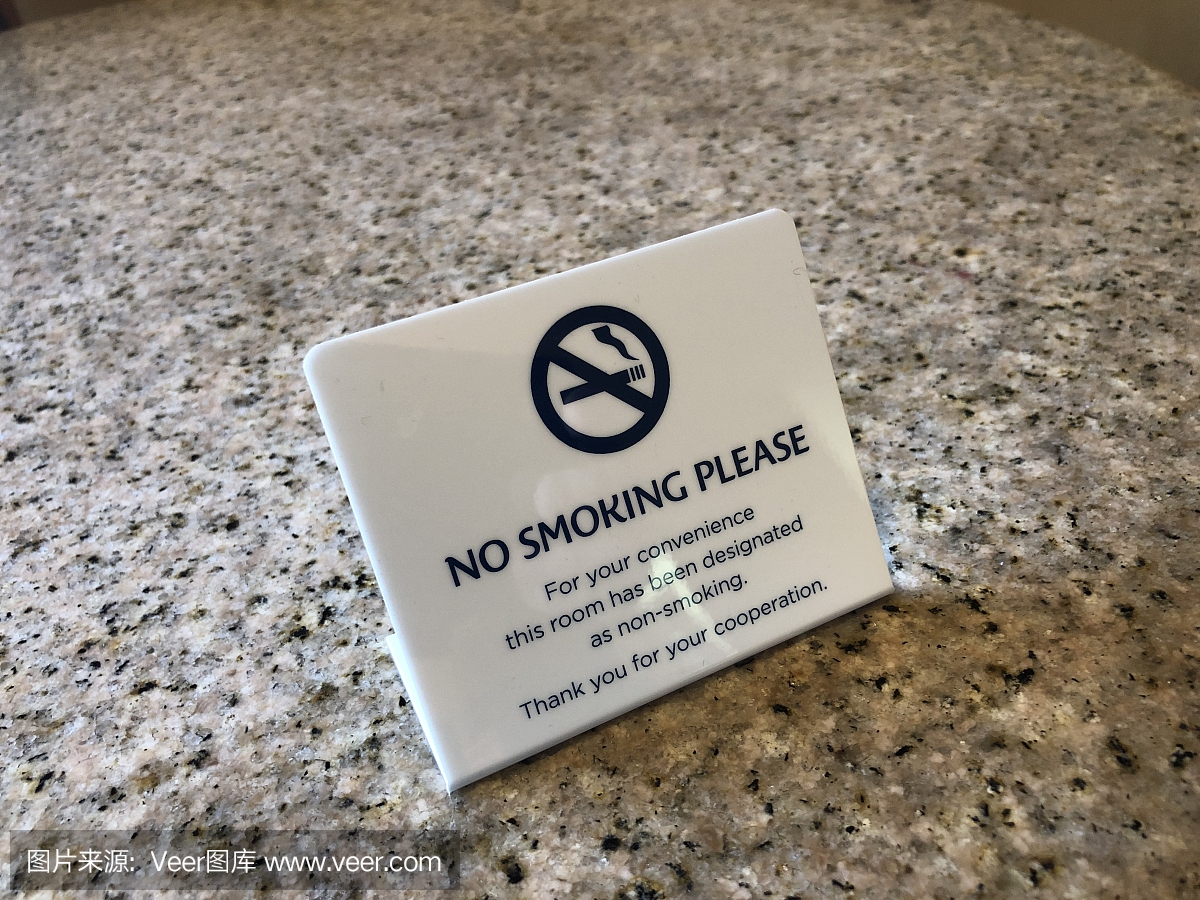 NO SMOKING PLEASE
For your convenience
this room has been designated
as non-smoking.
Thank you for your cooperation.
图片来源：Veer图库 www.veer.com